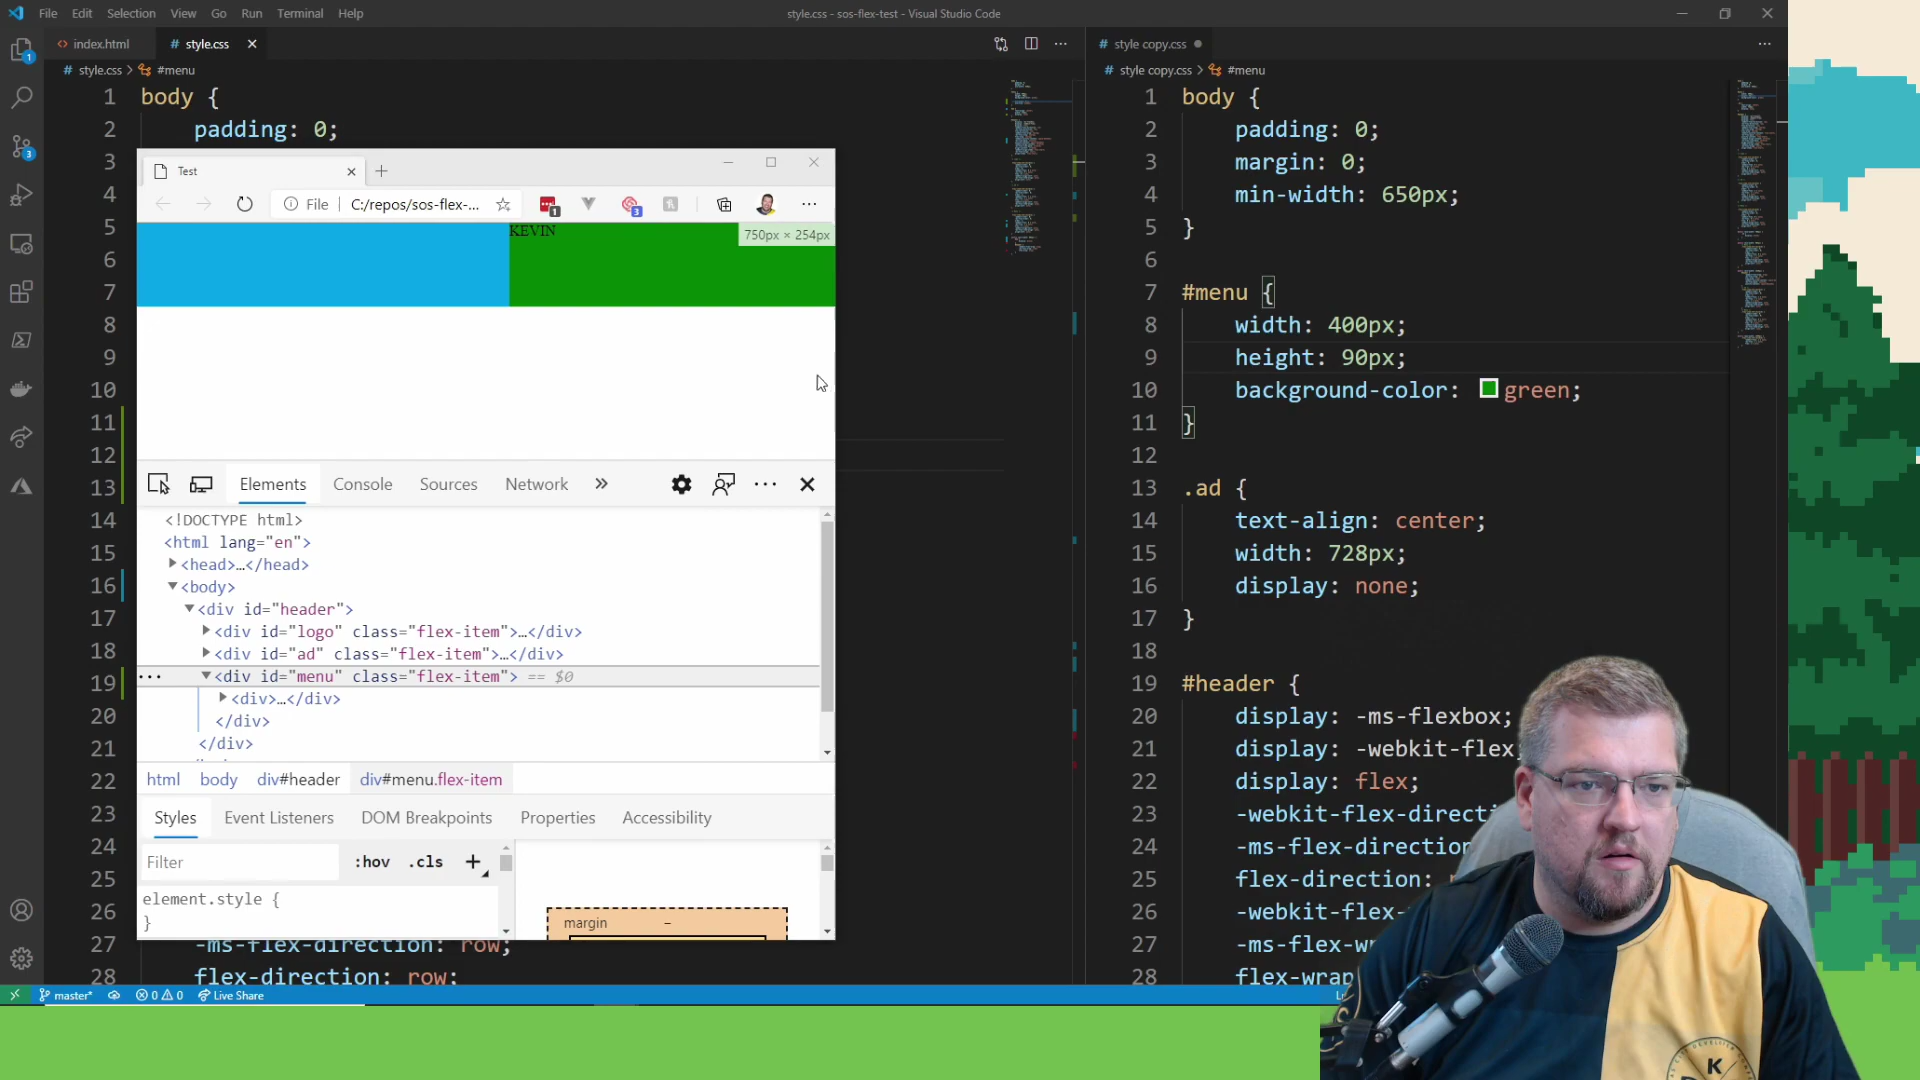 File Edit Selection View Go Run Terminal Help
style.css - sos-flex-test - Visual Studio Code
index.html
style.css
style.css > #menu
1 body {
2 padding: 0;
3
4
5
6
7
8
9
10
11
12
13
14
15
16
17
18
19
20
21
22
23
24
25
26
27 -ms-flex-direction: row;
28 flex-direction: row;
Test
File C:/repos/sos-flex-...
1
3
KEVIN
750px × 254px
Elements Console Sources Network
<!DOCTYPE html>
<html lang="en">
<head>…</head>
<body>
<div id="header">
<div id="logo" class="flex-item">…</div>
<div id="ad" class="flex-item">…</div>
<div id="menu" class="flex-item"> == $0
<div>…</div>
</div>
</div>
html body div#header div#menu.flex-item
Styles Event Listeners DOM Breakpoints Properties Accessibility
Filter :hov .cls +
element.style {
}
margin –
style copy.css
style copy.css > #menu
1 body {
2 padding: 0;
3 margin: 0;
4 min-width: 650px;
5 }
6
7 #menu {
8 width: 400px;
9 height: 90px;
10 background-color: green;
11 }
12
13 .ad {
14 text-align: center;
15 width: 728px;
16 display: none;
17 }
18
19 #header {
20 display: -ms-flexbox;
21 display: -webkit-flex;
22 display: flex;
23 -webkit-flex-direct
24 -ms-flex-direction
25 flex-direction:
26 -webkit-flex-
27 -ms-flex-w
28 flex-wrap
master* 0 0 Live Share
K